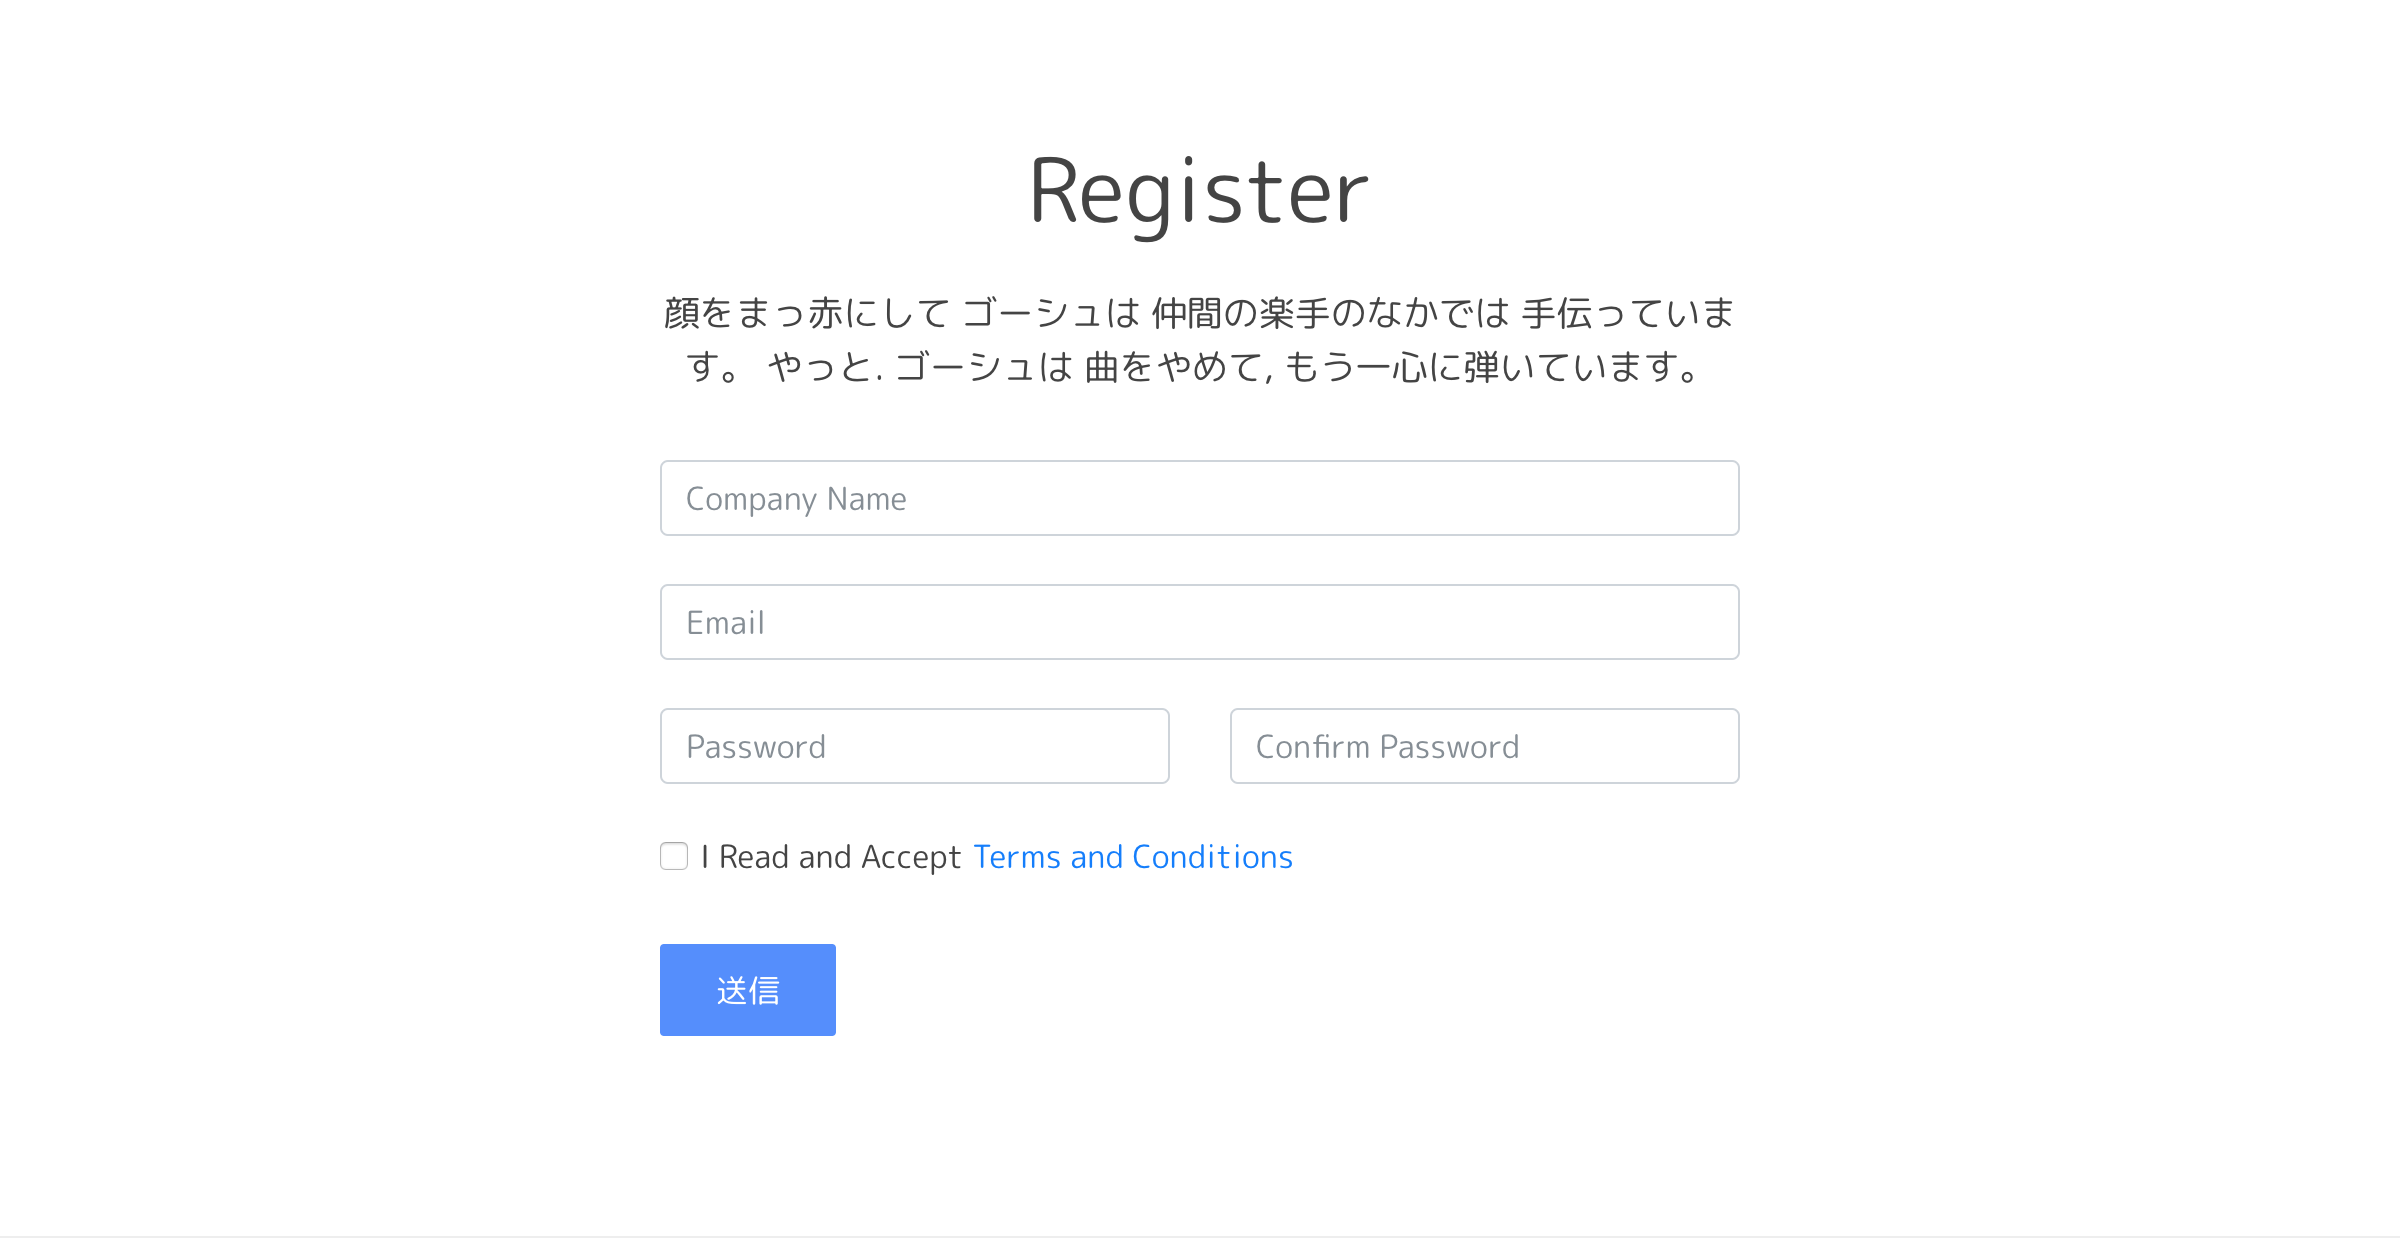 Register
顔をまっ赤にして ゴーシュは 仲間の楽手のなかでは 手伝っていま
す。 やっと. ゴーシュは 曲をやめて, もう一心に弾いています。
Company Name
Email
Password Confirm Password
I Read and Accept Terms and Conditions
送信